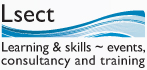 Lsect
Learning & skills ~ events,
consultancy and training